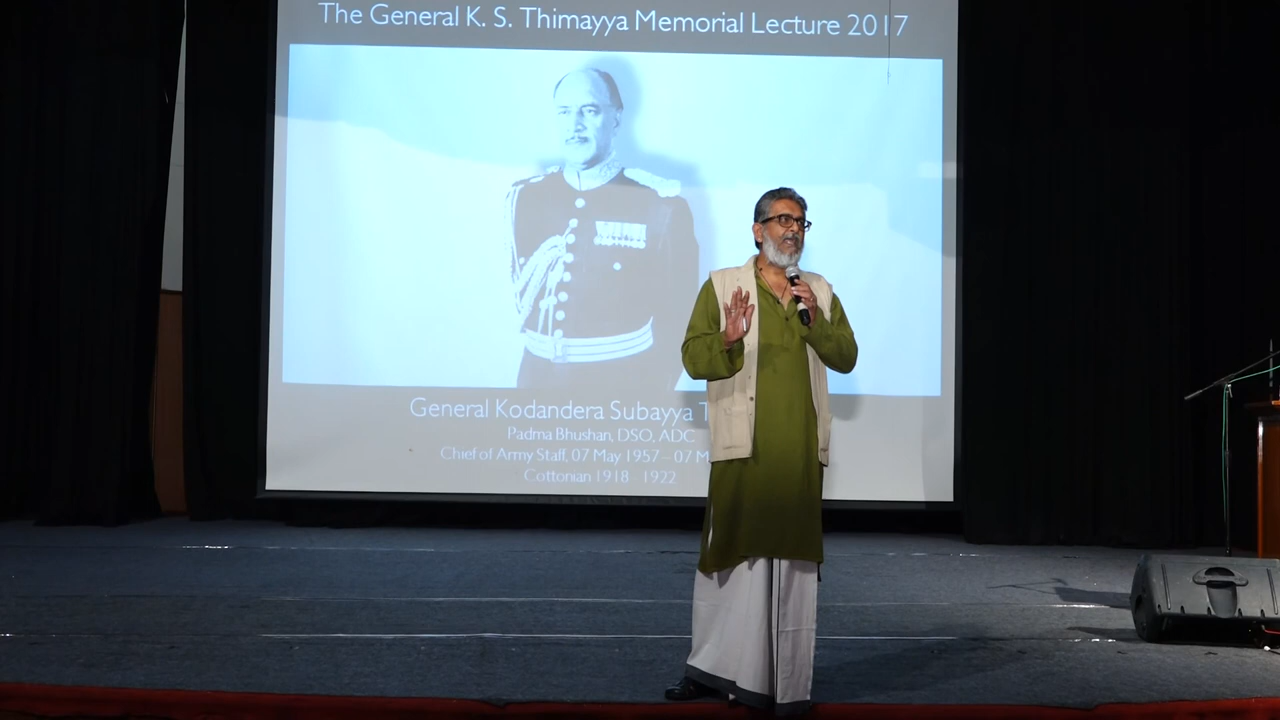 The General K. S. Thimayya Memorial Lecture 2017
General Kodandera Subayya T
Padma Bhushan, DSO, ADC
Chief of Army Staff, 07 May 1957 – 07 M
Cottonian 1918 - 1922